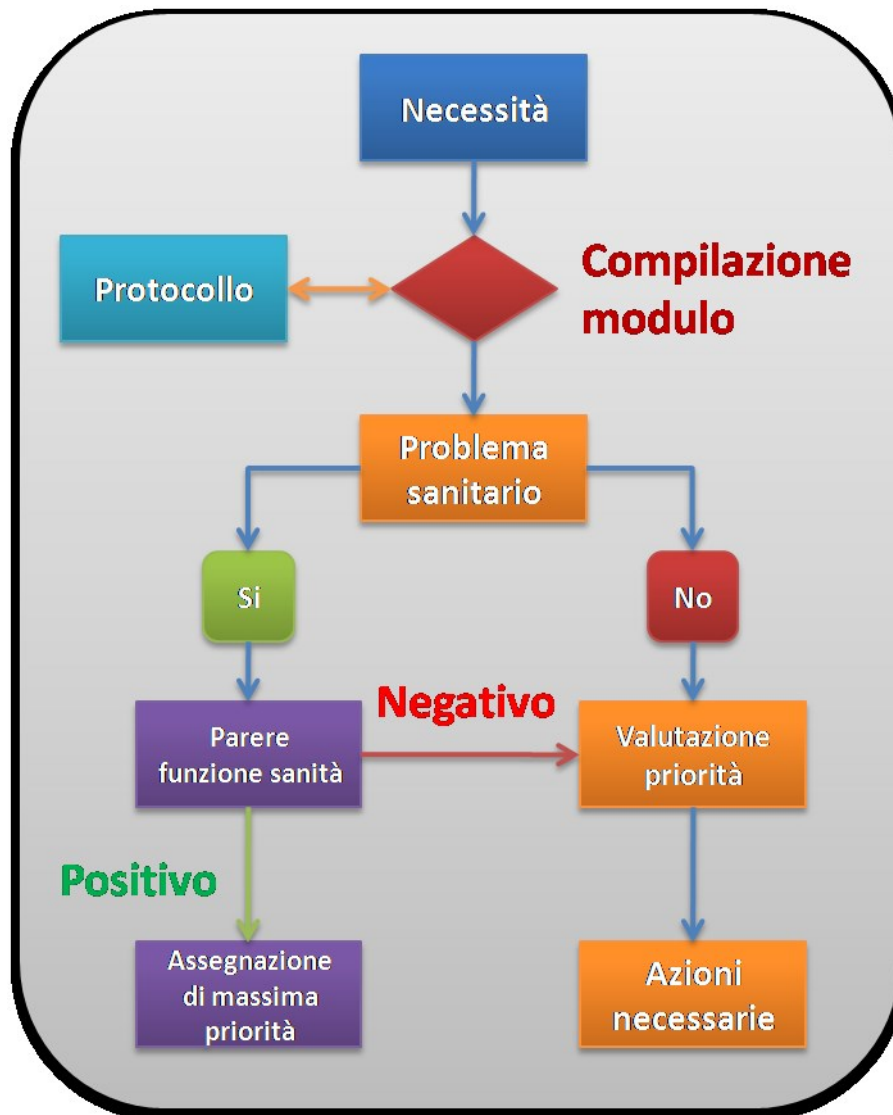 Necessità
Protocollo
Compilazione
modulo
Problema
sanitario
Si
No
Parere
funzione sanità
Negativo
Valutazione
priorità
Positivo
Assegnazione
di massima
priorità
Azioni
necessarie